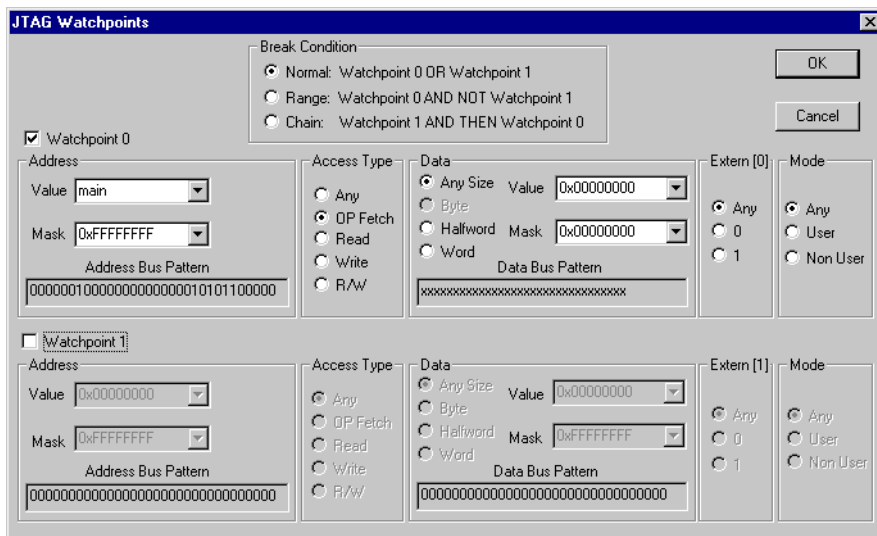 JTAG Watchpoints
Break Condition
Normal: Watchpoint 0 OR Watchpoint 1
Range: Watchpoint 0 AND NOT Watchpoint 1
Chain: Watchpoint 1 AND THEN Watchpoint 0
OK
Cancel
Watchpoint 0
Address
Value main
Mask 0xFFFFFFFF
Address Bus Pattern
00000010000000000000010101100000
Access Type
Any
OP Fetch
Read
Write
R/W
Data
Any Size
Byte
Halfword
Word
Value 0x00000000
Mask 0x00000000
Data Bus Pattern
xxxxxxxxxxxxxxxxxxxxxxxxxxxxxxxx
Extern [0]
Any
0
1
Mode
Any
User
Non User
Watchpoint 1
Address
Value 0x00000000
Mask 0xFFFFFFFF
Address Bus Pattern
00000000000000000000000000000000
Access Type
Any
OP Fetch
Read
Write
R/W
Data
Any Size
Byte
Halfword
Word
Value 0x00000000
Mask 0xFFFFFFFF
Data Bus Pattern
00000000000000000000000000000000
Extern [1]
Any
0
1
Mode
Any
User
Non User